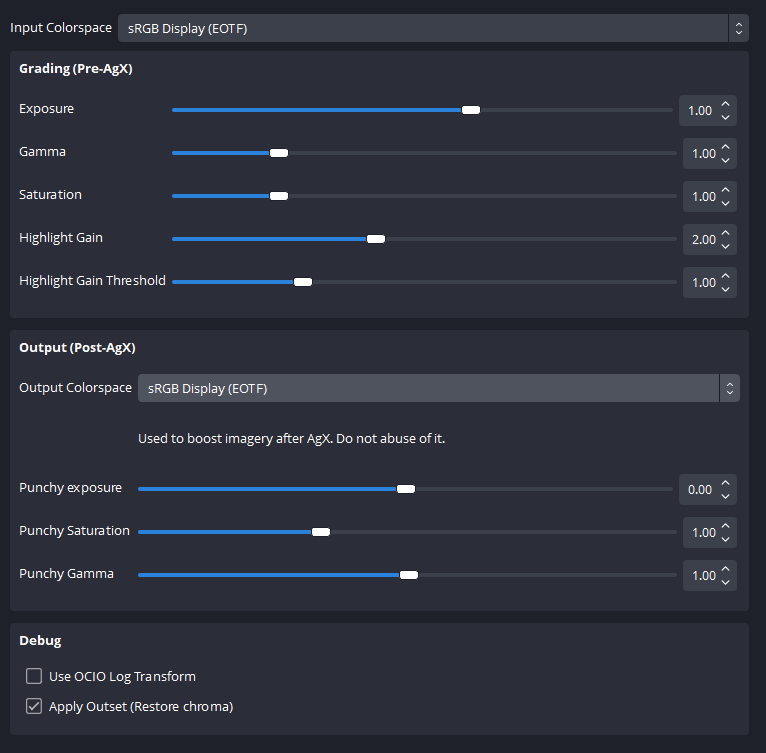 Input Colorspace sRGB Display (EOTF)
Grading (Pre-AgX)
Exposure 1.00
Gamma 1.00
Saturation 1.00
Highlight Gain 2.00
Highlight Gain Threshold 1.00
Output (Post-AgX)
Output Colorspace sRGB Display (EOTF)
Used to boost imagery after AgX. Do not abuse of it.
Punchy exposure 0.00
Punchy Saturation 1.00
Punchy Gamma 1.00
Debug
Use OCIO Log Transform
Apply Outset (Restore chroma)